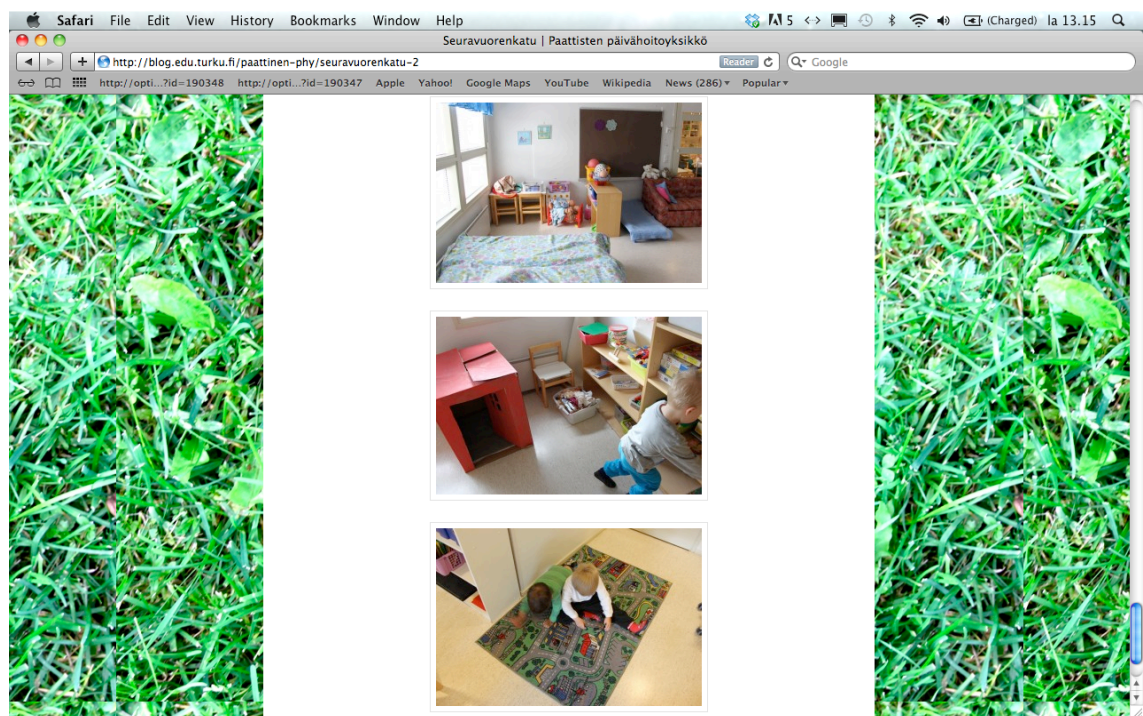 Safari File Edit View History Bookmarks Window Help 5 (Charged) la 13.15
Seuravuorenkatu | Paattisten päivähoitoyksikkö
http://blog.edu.turku.fi/paattinen-phy/seuravuorenkatu-2 Reader Google
http://opti...?id=190348 http://opti...?id=190347 Apple Yahoo! Google Maps YouTube Wikipedia News (286) Popular